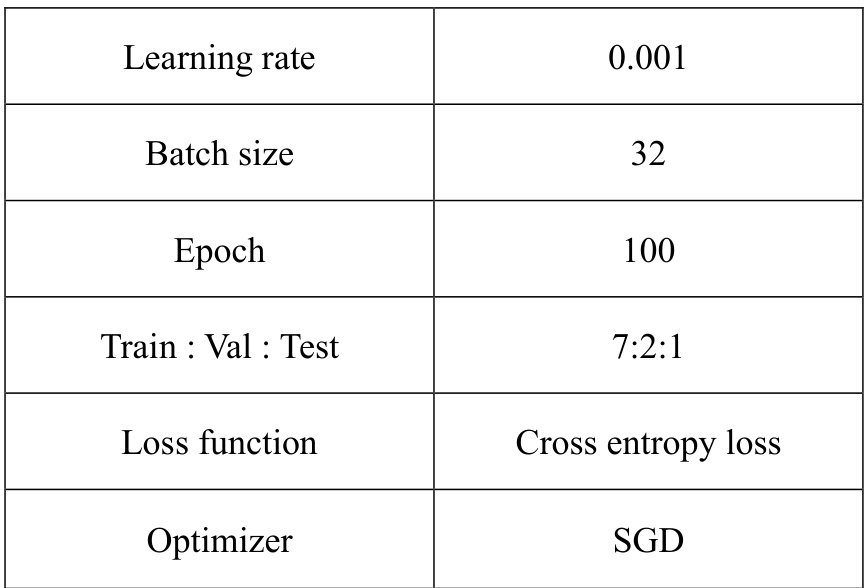 Learning rate 0.001
Batch size 32
Epoch 100
Train : Val : Test 7:2:1
Loss function Cross entropy loss
Optimizer SGD